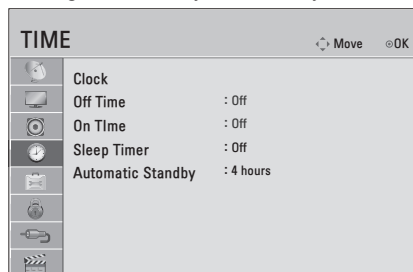 TIME
Move
OK
Clock
Off Time : Off
On TIme : Off
Sleep Timer : Off
Automatic Standby : 4 hours